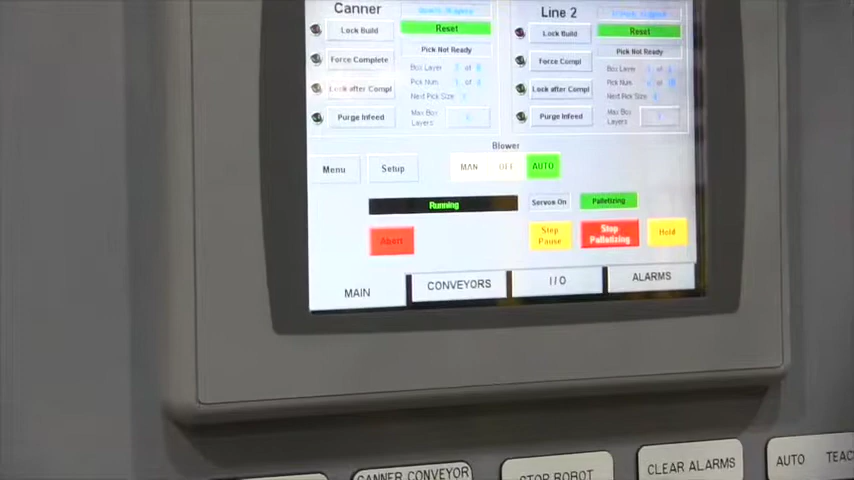 Canner
Reset
Lock Build
Pick Not Ready
Force Complete
Box Layer of
Pick Num of
Lock after Compl
Next Pick Size
Purge Infeed
Max Box
Layers
Line 2
Reset
Lock Build
Pick Not Ready
Force Compl
Box Layer of
Pick Num of
Lock after Compl
Next Pick Size
Purge Infeed
Max Box
Layers
Blower
Menu
Setup
MAN OFF AUTO
Running
Servos On
Palletizing
Abort
Stop
Palletizing
Hold
MAIN
CONVEYORS
I/O
ALARMS
CANNER CONVEYOR
STOP ROBOT
CLEAR ALARMS
AUTO